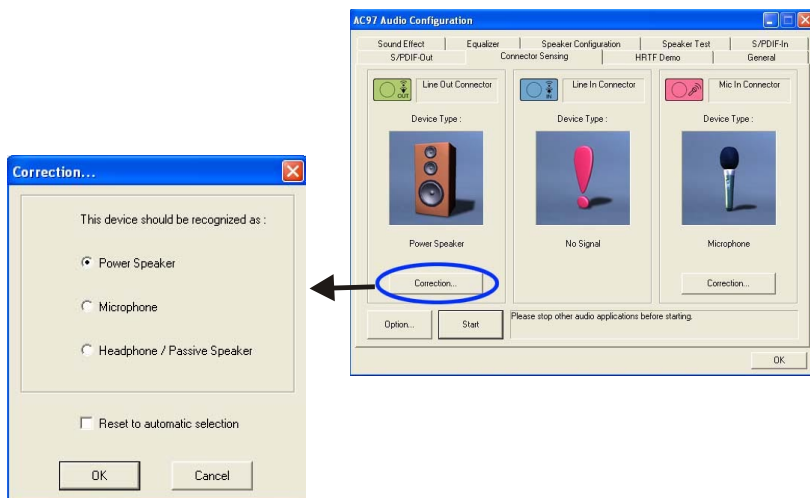 AC97 Audio Configuration
Sound Effect
Equalizer
Speaker Configuration
Speaker Test
S/PDIF-In
S/PDIF-Out
Connector Sensing
HRTF Demo
General
OUT
Line Out Connector
Device Type :
Power Speaker
Correction...
IN
Line In Connector
Device Type :
No Signal
Mic In Connector
Device Type :
Microphone
Correction...
Option...
Start
Please stop other audio applications before starting.
OK
Correction...
This device should be recognized as :
Power Speaker
Microphone
Headphone / Passive Speaker
Reset to automatic selection
OK
Cancel